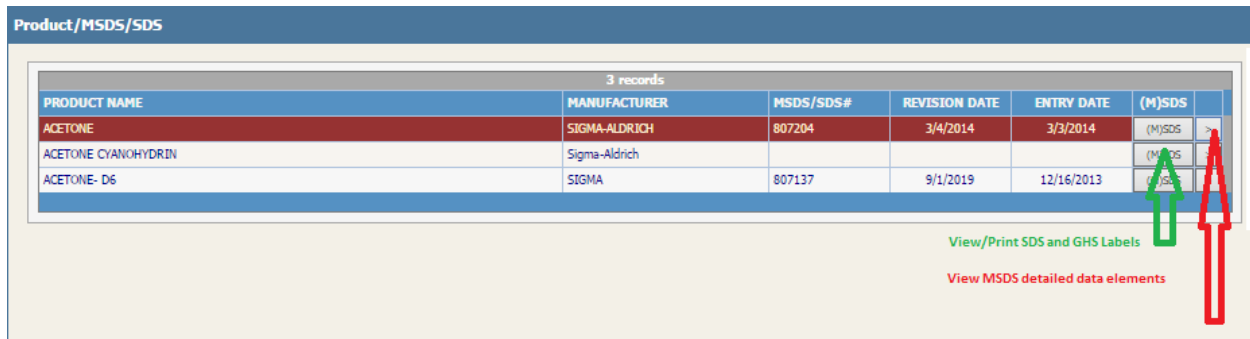 Product/MSDS/SDS
3 records
PRODUCT NAME MANUFACTURER MSDS/SDS# REVISION DATE ENTRY DATE (M)SDS
ACETONE SIGMA-ALDRICH 807204 3/4/2014 3/3/2014 (M)SDS >
ACETONE CYANOHYDRIN Sigma-Aldrich
ACETONE- D6 SIGMA 807137 9/1/2019 12/16/2013
View/Print SDS and GHS Labels
View MSDS detailed data elements